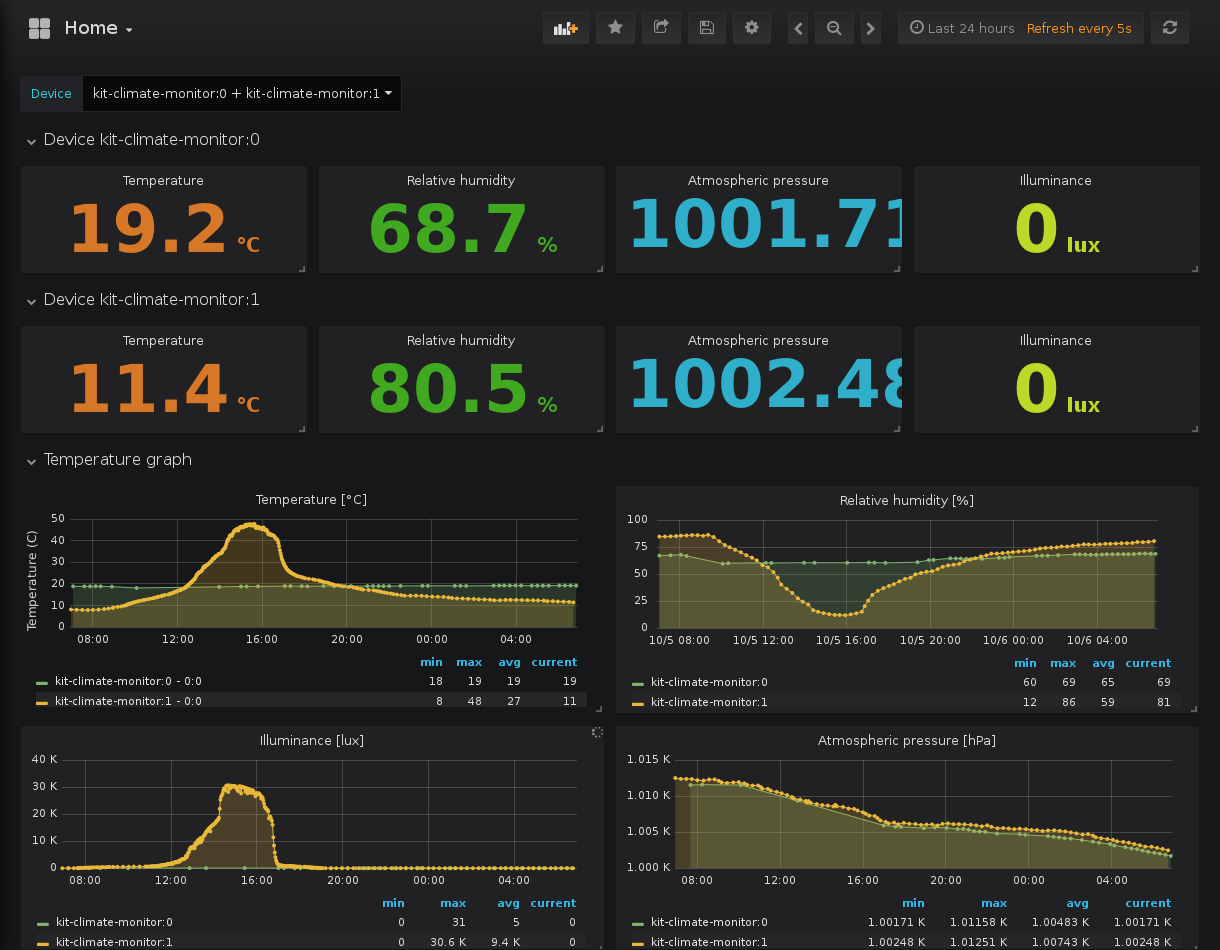 Home
Last 24 hours Refresh every 5s
Device kit-climate-monitor:0 + kit-climate-monitor:1
Device kit-climate-monitor:0
Temperature Relative humidity Atmospheric pressure Illuminance
19.2 °C 68.7 % 1001.71 0 lux
Device kit-climate-monitor:1
Temperature Relative humidity Atmospheric pressure Illuminance
11.4 °C 80.5 % 1002.48 0 lux
Temperature graph
Temperature [°C]
Temperature (C)
50
40
30
20
10
0
08:00 12:00 16:00 20:00 00:00 04:00
min max avg current
kit-climate-monitor:0 - 0:0 18 19 19 19
kit-climate-monitor:1 - 0:0 8 48 27 11
Relative humidity [%]
100
75
50
25
0
10/5 08:00 10/5 12:00 10/5 16:00 10/5 20:00 10/6 00:00 10/6 04:00
min max avg current
kit-climate-monitor:0 60 69 65 69
kit-climate-monitor:1 12 86 59 81
Illuminance [lux]
40 K
30 K
20 K
10 K
0
08:00 12:00 16:00 20:00 00:00 04:00
min max avg current
kit-climate-monitor:0 0 31 5 0
kit-climate-monitor:1 0 30.6 K 9.4 K 0
Atmospheric pressure [hPa]
1.015 K
1.010 K
1.005 K
1.000 K
08:00 12:00 16:00 20:00 00:00 04:00
min max avg current
kit-climate-monitor:0 1.00171 K 1.01158 K 1.00483 K 1.00171 K
kit-climate-monitor:1 1.00248 K 1.01251 K 1.00743 K 1.00248 K